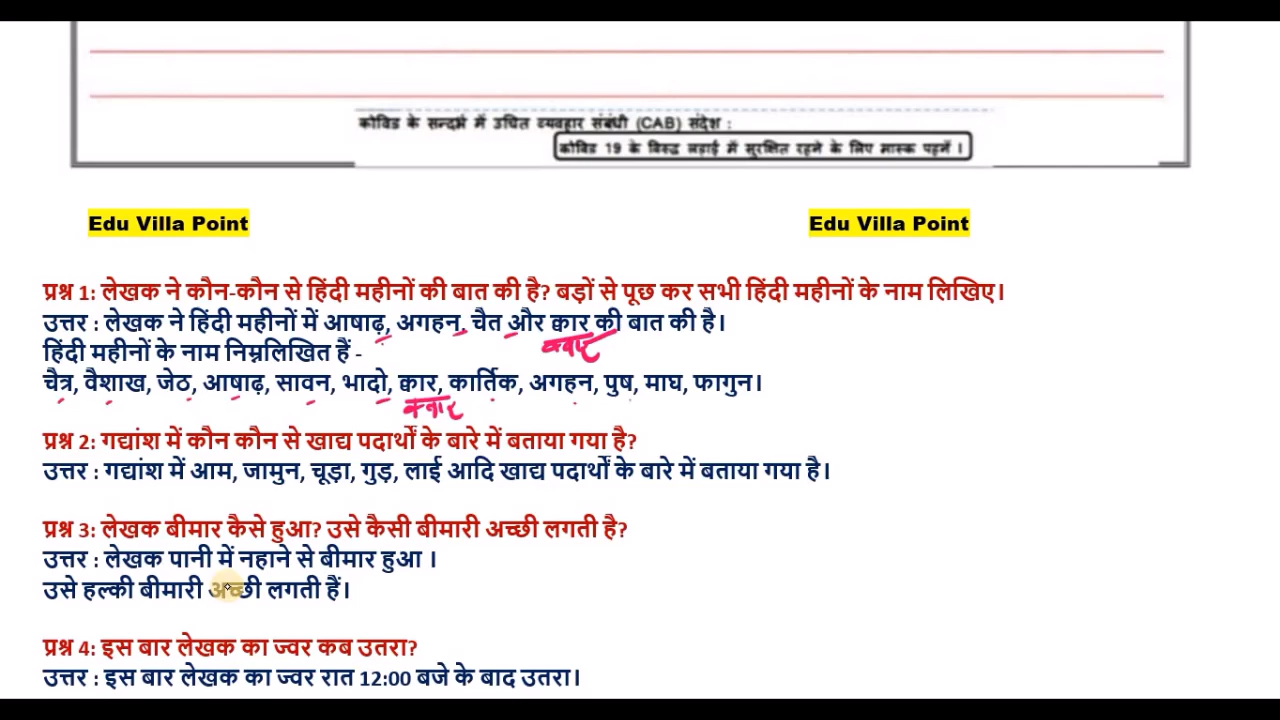 कोविड के सन्दर्भ में उचित व्यवहार संबंधी (CAB) संदेश :
कोविड 19 के विरुद्ध लड़ाई में सुरक्षित रहने के लिए मास्क पहनें ।
Edu Villa Point Edu Villa Point
प्रश्न 1: लेखक ने कौन-कौन से हिंदी महीनों की बात की है? बड़ों से पूछ कर सभी हिंदी महीनों के नाम लिखिए।
उत्तर : लेखक ने हिंदी महीनों में आषाढ़, अगहन, चैत और क्वार की बात की है।
क्वार
हिंदी महीनों के नाम निम्नलिखित हैं -
चैत्र, वैशाख, जेठ, आषाढ़, सावन, भादो, क्वार, कार्तिक, अगहन, पुष, माघ, फागुन।
क्वार
प्रश्न 2: गद्यांश में कौन कौन से खाद्य पदार्थों के बारे में बताया गया है?
उत्तर : गद्यांश में आम, जामुन, चूड़ा, गुड़, लाई आदि खाद्य पदार्थों के बारे में बताया गया है।
प्रश्न 3: लेखक बीमार कैसे हुआ? उसे कैसी बीमारी अच्छी लगती है?
उत्तर : लेखक पानी में नहाने से बीमार हुआ ।
उसे हल्की बीमारी अच्छी लगती हैं।
प्रश्न 4: इस बार लेखक का ज्वर कब उतरा?
उत्तर : इस बार लेखक का ज्वर रात 12:00 बजे के बाद उतरा।